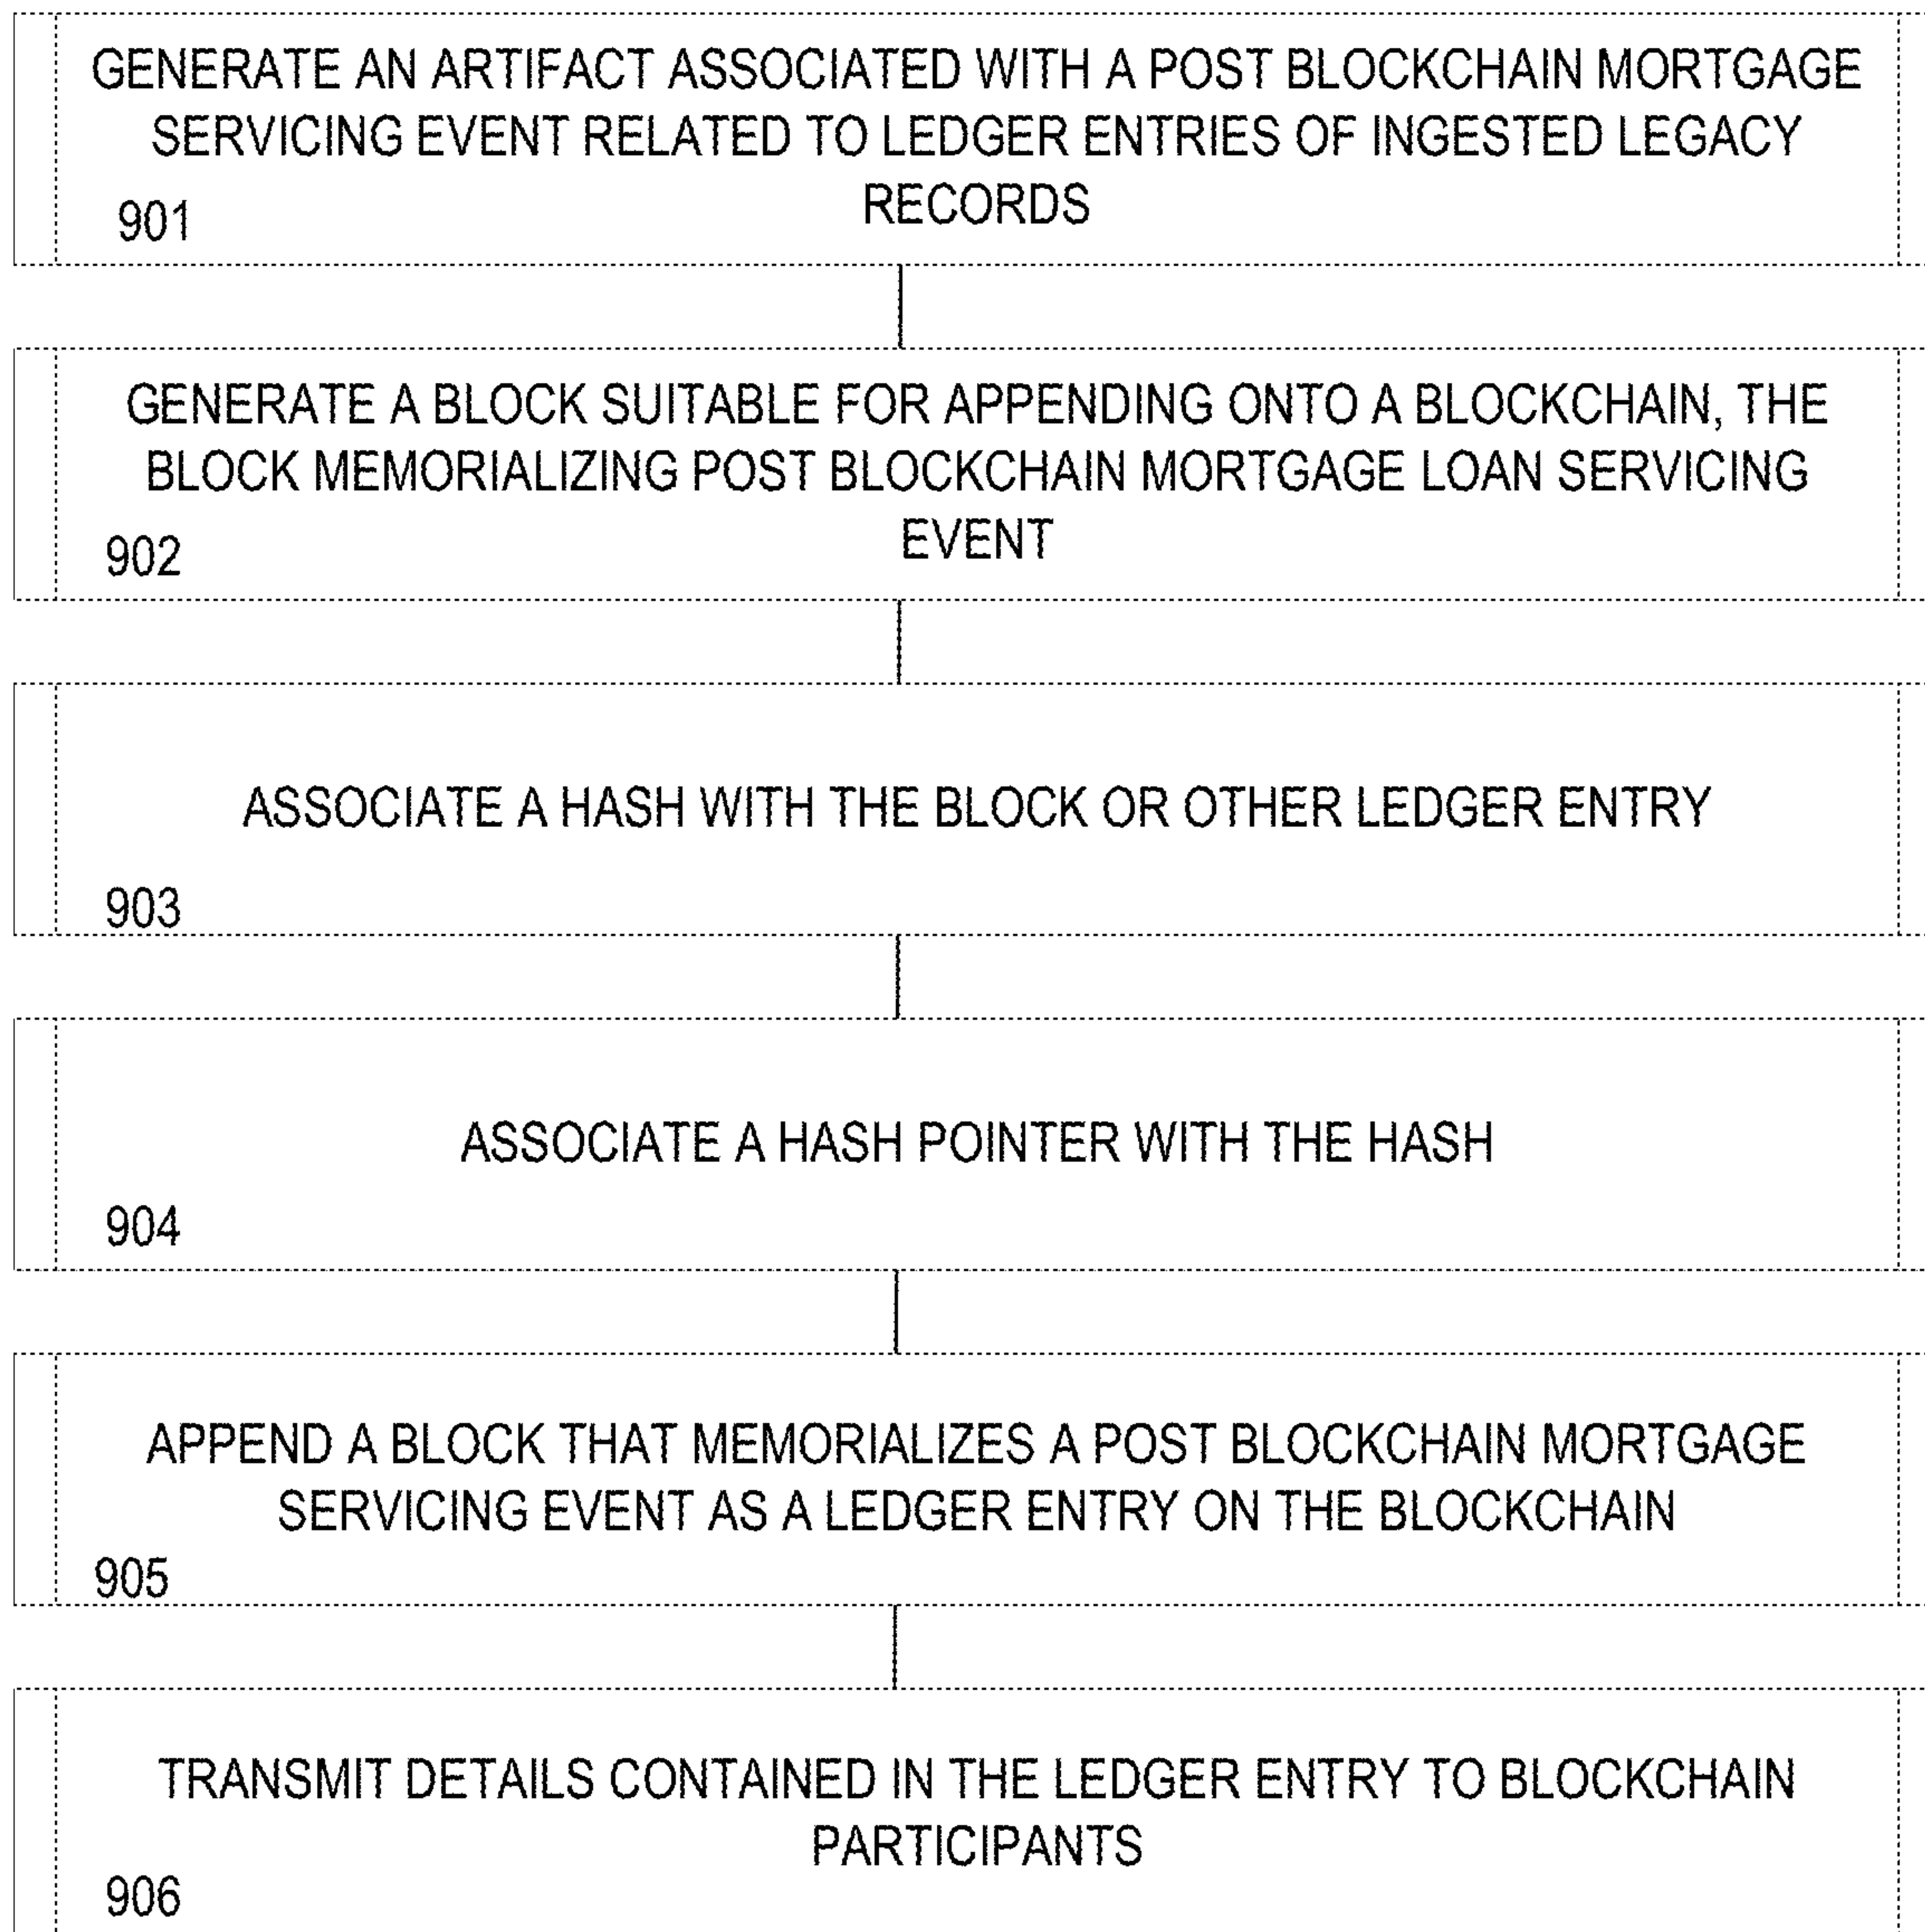 GENERATE AN ARTIFACT ASSOCIATED WITH A POST BLOCKCHAIN MORTGAGE
SERVICING EVENT RELATED TO LEDGER ENTRIES OF INGESTED LEGACY
RECORDS
901
GENERATE A BLOCK SUITABLE FOR APPENDING ONTO A BLOCKCHAIN, THE
BLOCK MEMORIALIZING POST BLOCKCHAIN MORTGAGE LOAN SERVICING
EVENT
902
ASSOCIATE A HASH WITH THE BLOCK OR OTHER LEDGER ENTRY
903
ASSOCIATE A HASH POINTER WITH THE HASH
904
APPEND A BLOCK THAT MEMORIALIZES A POST BLOCKCHAIN MORTGAGE
SERVICING EVENT AS A LEDGER ENTRY ON THE BLOCKCHAIN
905
TRANSMIT DETAILS CONTAINED IN THE LEDGER ENTRY TO BLOCKCHAIN
PARTICIPANTS
906